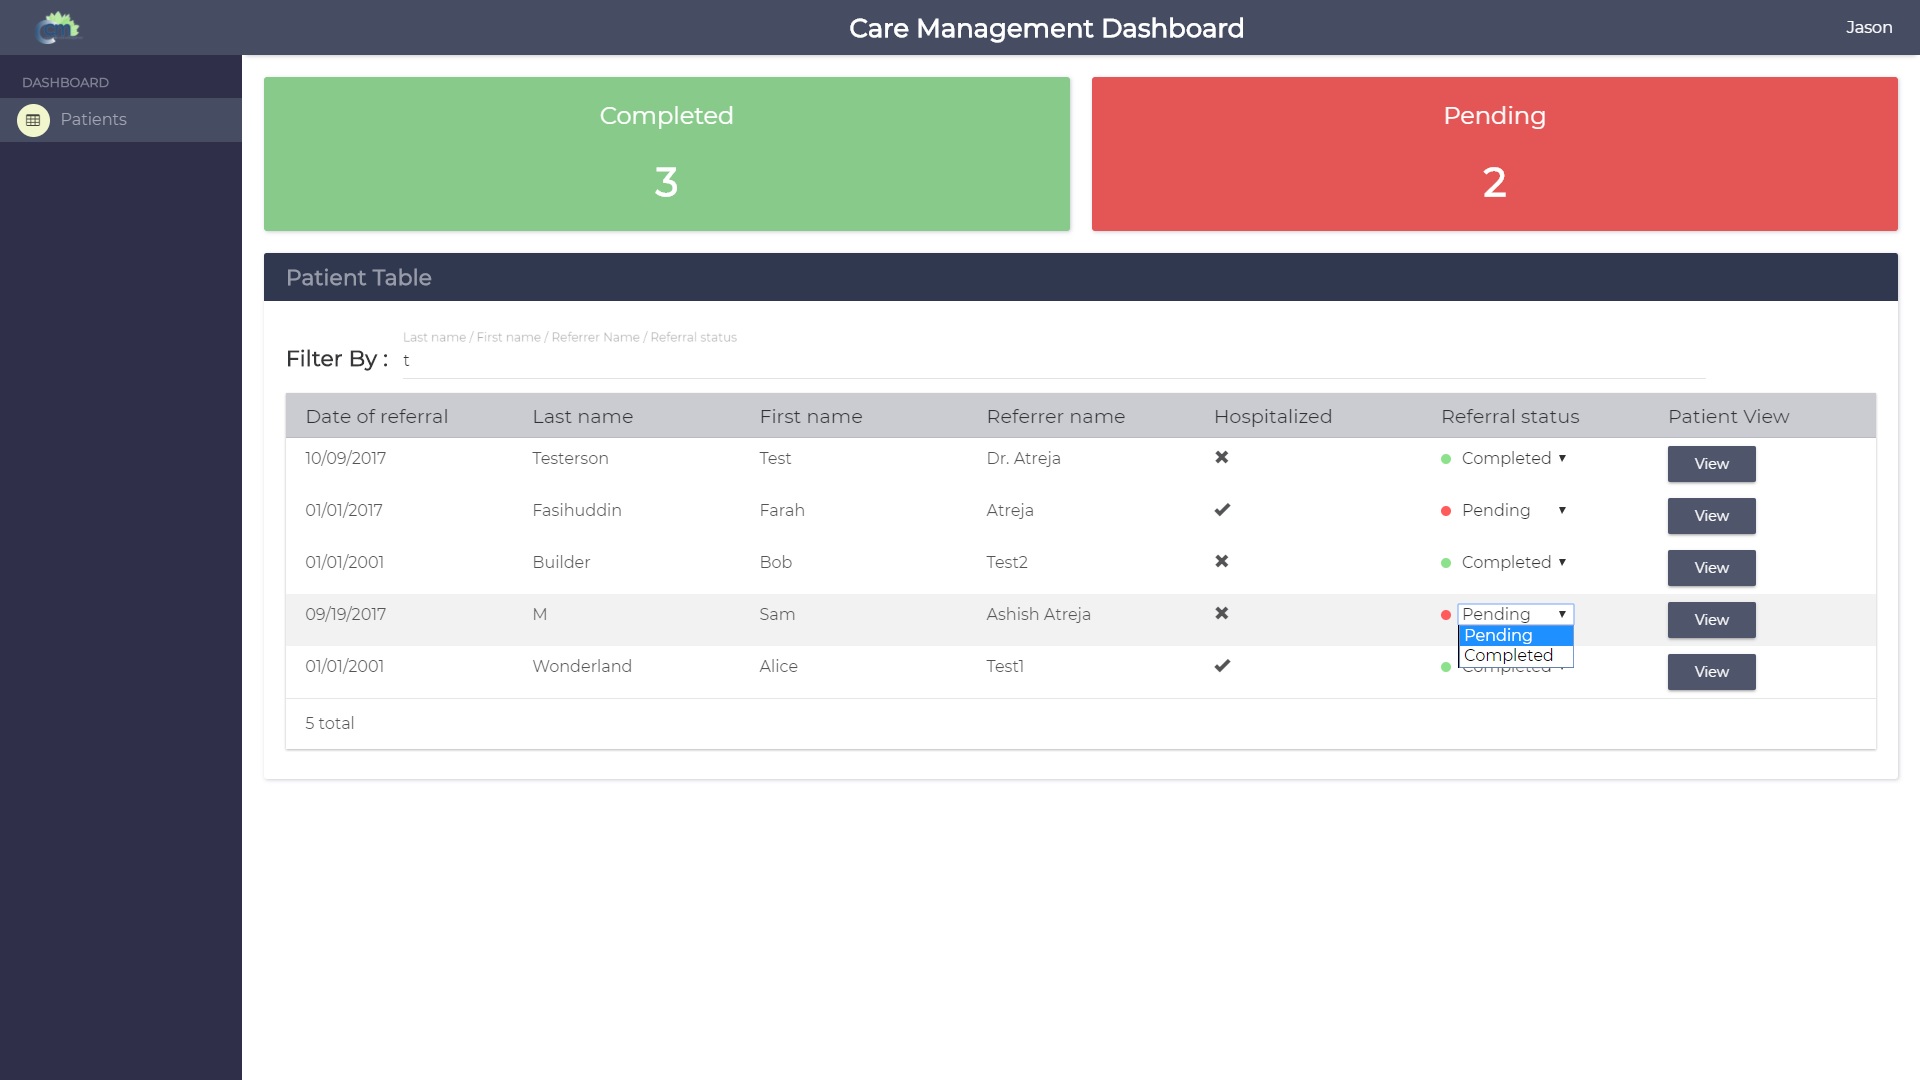 Care Management Dashboard
Jason
DASHBOARD
Patients
Completed
3
Pending
2
Patient Table
Last name / First name / Referrer Name / Referral status
Filter By :
t
Date of referral Last name First name Referrer name Hospitalized Referral status Patient View
10/09/2017 Testerson Test Dr. Atreja Completed View
01/01/2017 Fasihuddin Farah Atreja Pending View
01/01/2001 Builder Bob Test2 Completed View
09/19/2017 M Sam Ashish Atreja Pending View
Pending
Completed
01/01/2001 Wonderland Alice Test1 Completed View
5 total